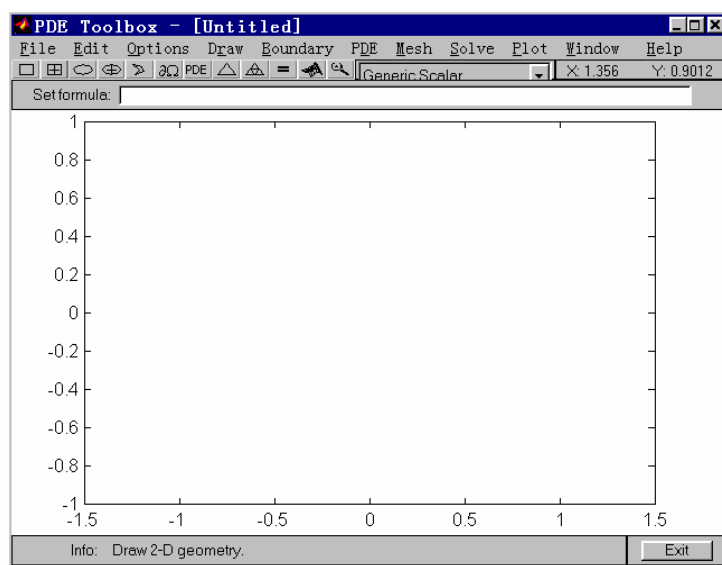 PDE Toolbox - [Untitled]
File Edit Options Draw Boundary PDE Mesh Solve Plot Window Help
∂Ω PDE = Generic Scalar X: 1.356 Y: 0.9012
Set formula:
1
0.8
0.6
0.4
0.2
0
-0.2
-0.4
-0.6
-0.8
-1
-1.5 -1 -0.5 0 0.5 1 1.5
Info: Draw 2-D geometry. Exit